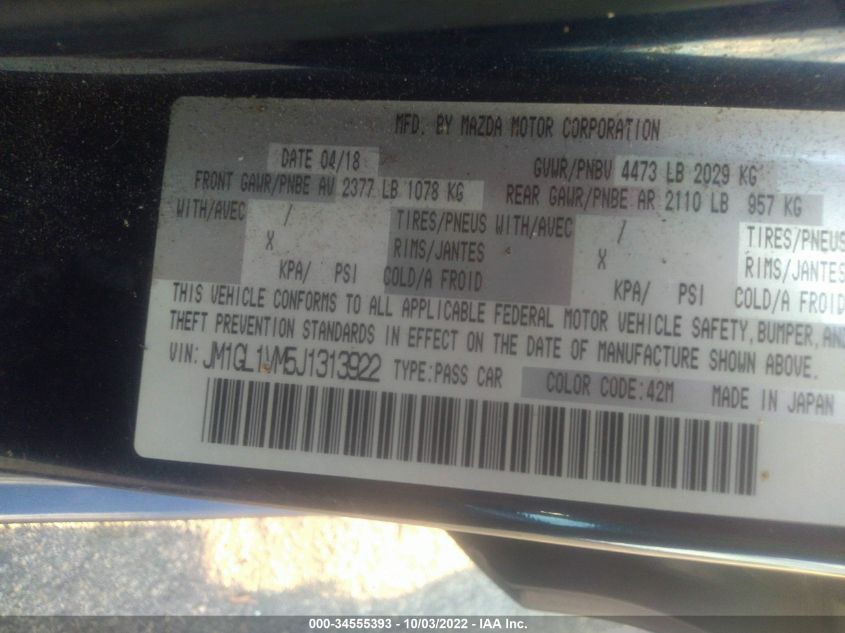 MFD. BY MAZDA MOTOR CORPORATION
DATE 04/18 GVWR/PNBV 4473 LB 2029 KG
FRONT GAWR/PNBE AV 2377 LB 1078 KG REAR GAWR/PNBE AR 2110 LB 957 KG
WITH/AVEC / TIRES/PNEUS WITH/AVEC / TIRES/PNEUS
X RIMS/JANTES X RIMS/JANTES
KPA/ PSI COLD/A FROID KPA/ PSI COLD/A FROID
THIS VEHICLE CONFORMS TO ALL APPLICABLE FEDERAL MOTOR VEHICLE SAFETY, BUMPER, AND
THEFT PREVENTION STANDARDS IN EFFECT ON THE DATE OF MANUFACTURE SHOWN ABOVE.
VIN: JM1GL1VM5J1313922 TYPE:PASS CAR COLOR CODE:42M MADE IN JAPAN
000-34555393 - 10/03/2022 - IAA Inc.